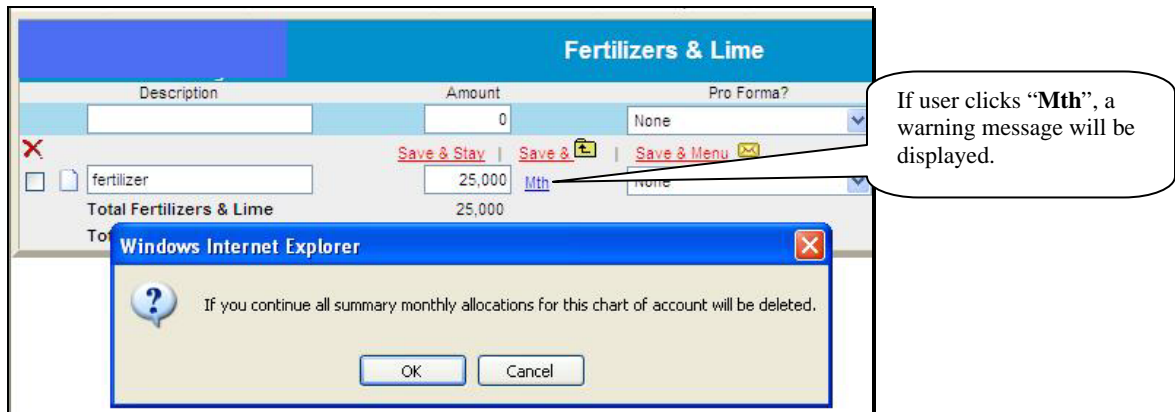 Fertilizers & Lime
Description Amount Pro Forma?
0 None
Save & Stay | Save & | Save & Menu
fertilizer 25,000 Mth None
Total Fertilizers & Lime 25,000
Windows Internet Explorer
If you continue all summary monthly allocations for this chart of account will be deleted.
OK Cancel
If user clicks “Mth”, a
warning message will be
displayed.